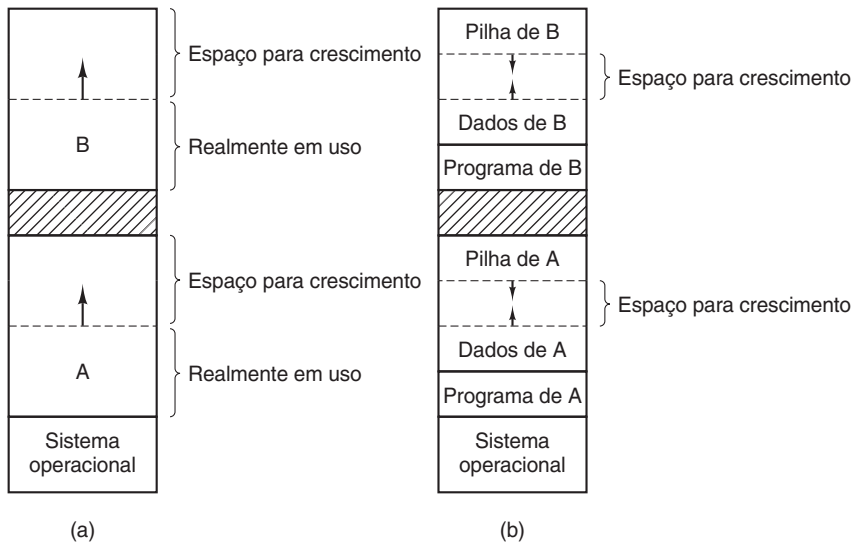 Espaço para crescimento
B
Realmente em uso
Espaço para crescimento
A
Realmente em uso
Sistema
operacional
(a)
Pilha de B
Espaço para crescimento
Dados de B
Programa de B
Pilha de A
Espaço para crescimento
Dados de A
Programa de A
Sistema
operacional
(b)